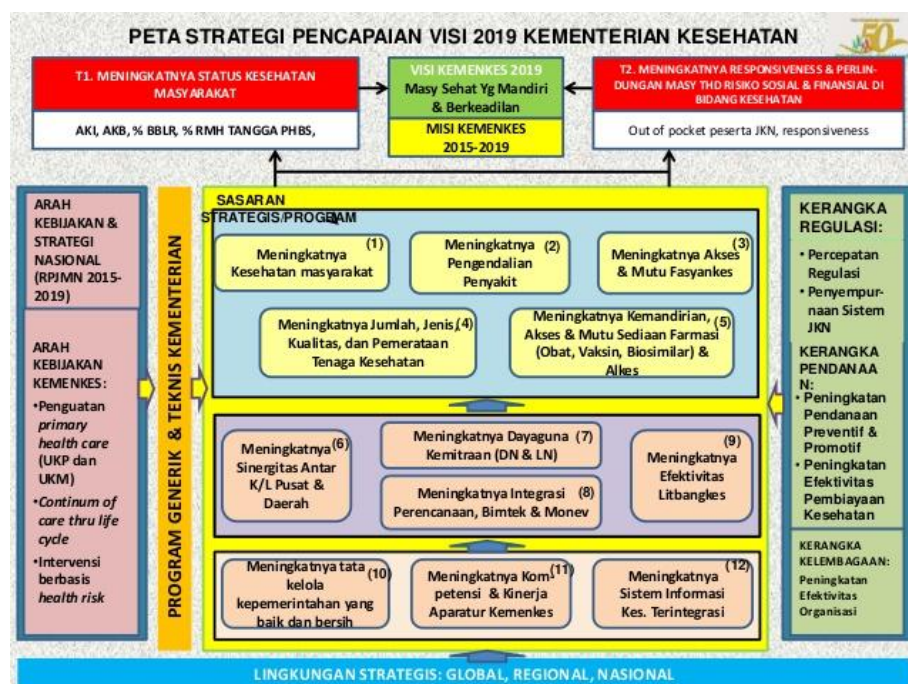 PETA STRATEGI PENCAPAIAN VISI 2019 KEMENTERIAN KESEHATAN
50
T1. MENINGKATNYA STATUS KESEHATAN
MASYARAKAT
AKI, AKB, % BBLR, % RMH TANGGA PHBS,
VISI KEMENKES 2019
Masy Sehat Yg Mandiri
& Berkeadilan
MISI KEMENKES
2015-2019
T2. MENINGKATNYA RESPONSIVENESS & PERLIN-
DUNGAN MASY THD RISIKO SOSIAL & FINANSIAL DI
BIDANG KESEHATAN
Out of pocket peserta JKN, responsiveness
ARAH
KEBIJAKAN &
STRATEGI
NASIONAL
(RPJMN 2015-
2019)
ARAH
KEBIJAKAN
KEMENKES:
•Penguatan
primary
health care
(UKP dan
UKM)
•Continum of
care thru life
cycle
•Intervensi
berbasis
health risk
PROGRAM GENERIK & TEKNIS KEMENTERIAN
SASARAN
STRATEGIS/PROGRAM
Meningkatnya (1)
Kesehatan masyarakat
Meningkatnya (2)
Pengendalian
Penyakit
Meningkatnya Akses (3)
& Mutu Fasyankes
Meningkatnya Jumlah, Jenis, (4)
Kualitas, dan Pemerataan
Tenaga Kesehatan
Meningkatnya Kemandirian, (5)
Akses & Mutu Sediaan Farmasi
(Obat, Vaksin, Biosimilar) &
Alkes
Meningkatnya (6)
Sinergitas Antar
K/L Pusat &
Daerah
Meningkatnya Dayaguna (7)
Kemitraan (DN & LN)
Meningkatnya Integrasi (8)
Perencanaan, Bimtek & Monev
(9)
Meningkatnya
Efektivitas
Litbangkes
Meningkatnya tata (10)
kelola
kepemerintahan yang
baik dan bersih
Meningkatnya Kom (11)
petensi & Kinerja
Aparatur Kemenkes
Meningkatnya (12)
Sistem Informasi
Kes. Terintegrasi
KERANGKA
REGULASI:
• Percepatan
Regulasi
• Penyempur-
naan Sistem
JKN
KERANGKA
PENDANAA
N:
• Peningkatan
Pendanaan
Preventif &
Promotif
• Peningkatan
Efektivitas
Pembiayaan
Kesehatan
KERANGKA
KELEMBAGAAN:
Peningkatan
Efektivitas
Organisasi
LINGKUNGAN STRATEGIS: GLOBAL, REGIONAL, NASIONAL